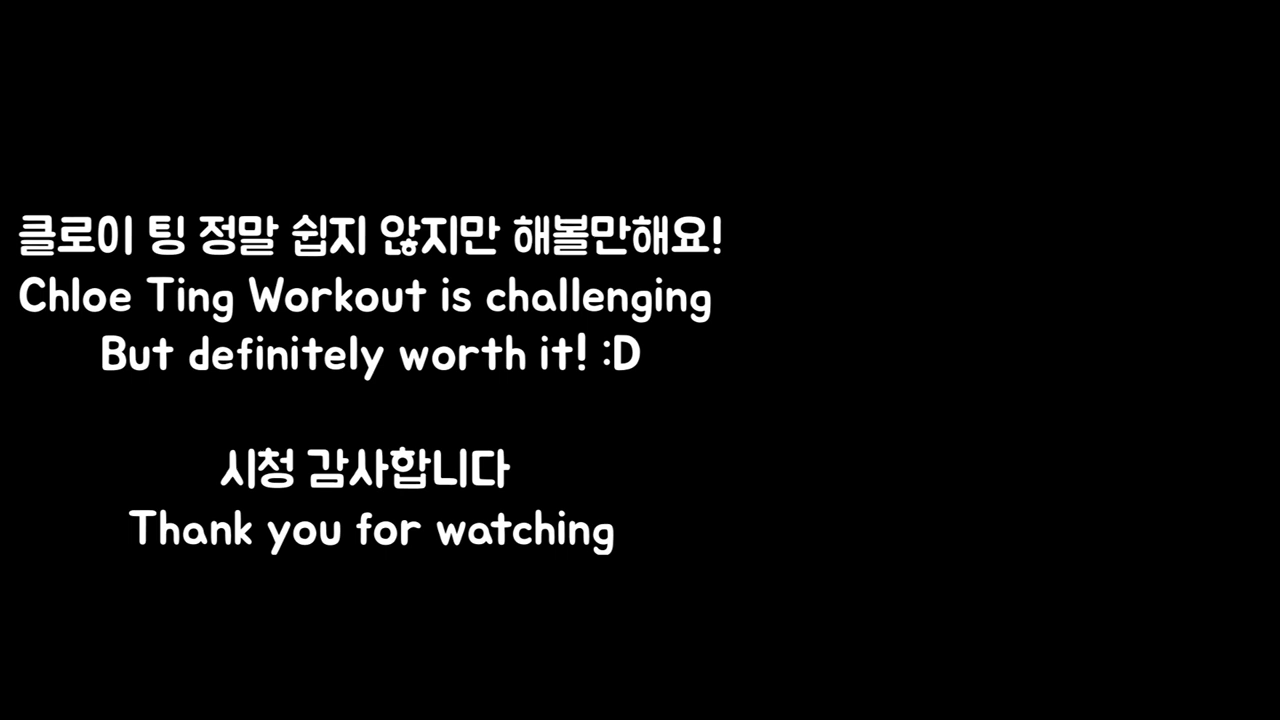 클로이 팅 정말 쉽지 않지만 해볼만해요!
Chloe Ting Workout is challenging
But definitely worth it! :D
시청 감사합니다
Thank you for watching